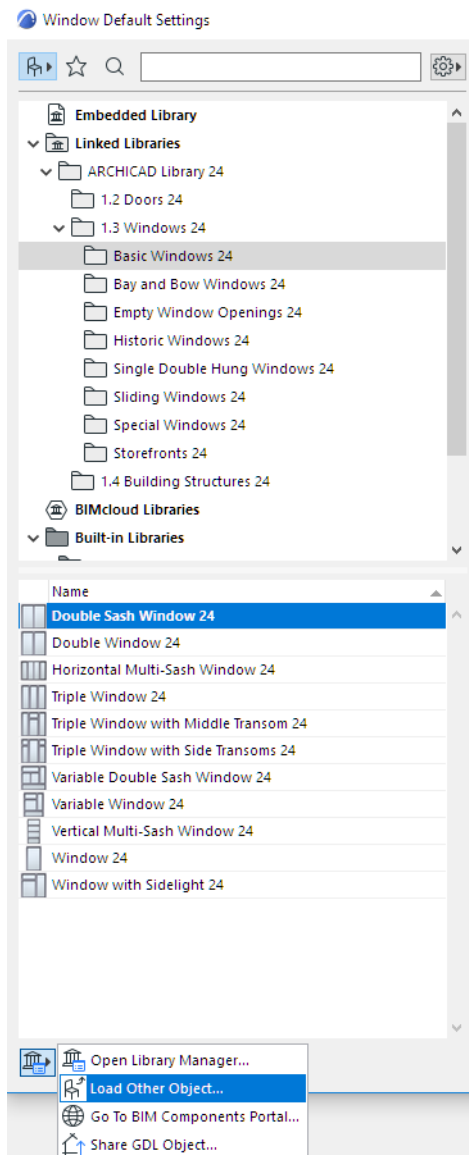 Window Default Settings
Embedded Library
Linked Libraries
ARCHICAD Library 24
1.2 Doors 24
1.3 Windows 24
Basic Windows 24
Bay and Bow Windows 24
Empty Window Openings 24
Historic Windows 24
Single Double Hung Windows 24
Sliding Windows 24
Special Windows 24
Storefronts 24
1.4 Building Structures 24
BIMcloud Libraries
Built-in Libraries
Name
Double Sash Window 24
Double Window 24
Horizontal Multi-Sash Window 24
Triple Window 24
Triple Window with Middle Transom 24
Triple Window with Side Transoms 24
Variable Double Sash Window 24
Variable Window 24
Vertical Multi-Sash Window 24
Window 24
Window with Sidelight 24
Open Library Manager...
Load Other Object...
Go To BIM Components Portal...
Share GDL Object...